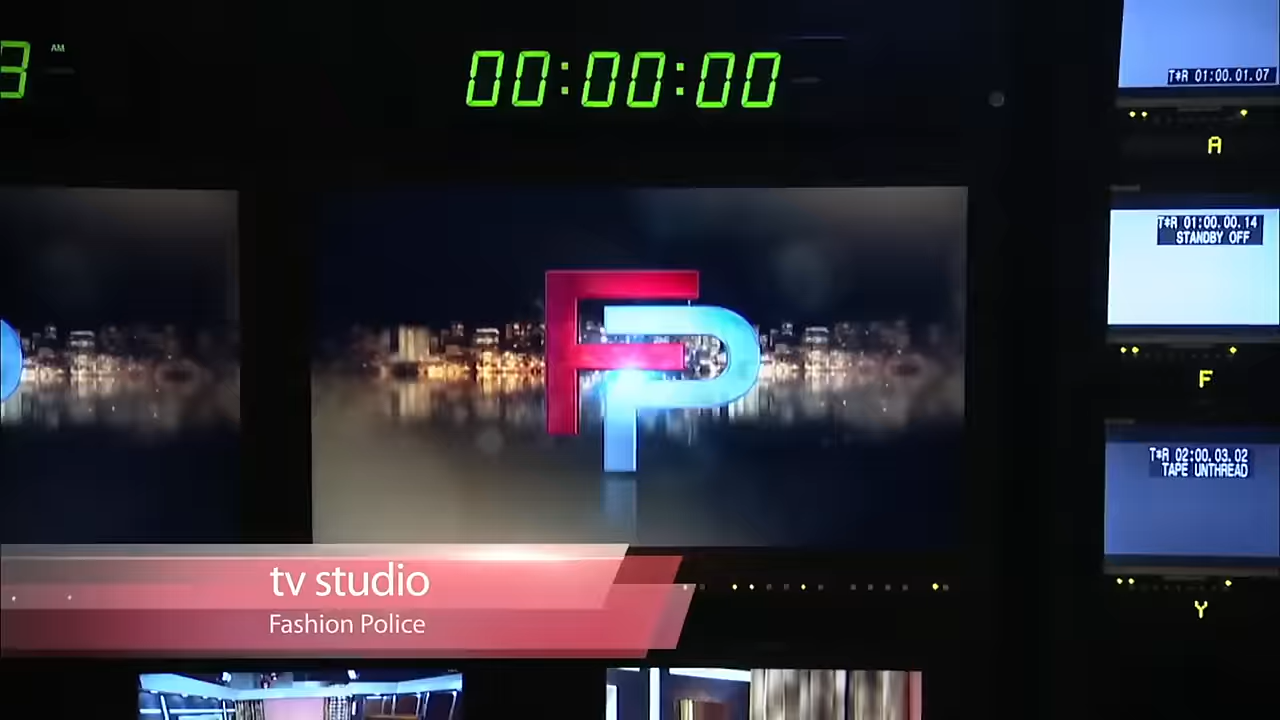 3 AM
00:00:00
T*R 01:00.01.07
A
T*R 01:00.00.14
STANDBY OFF
F
FP
T*R 02:00.03.02
TAPE UNTHREAD
Y
tv studio
Fashion Police